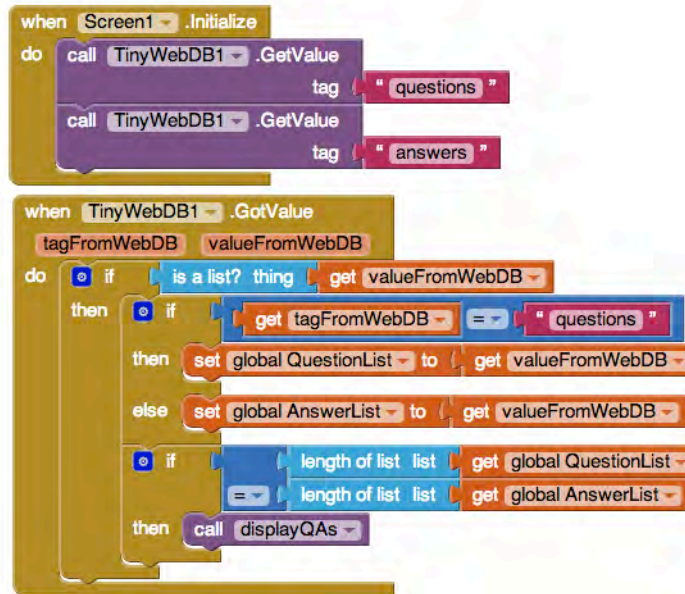 when Screen1 .Initialize
do call TinyWebDB1 .GetValue
tag " questions "
call TinyWebDB1 .GetValue
tag " answers "
when TinyWebDB1 .GotValue
tagFromWebDB valueFromWebDB
do if is a list? thing get valueFromWebDB
then if get tagFromWebDB = " questions "
then set global QuestionList to get valueFromWebDB
else set global AnswerList to get valueFromWebDB
if length of list list get global QuestionList
= length of list list get global AnswerList
then call displayQAs